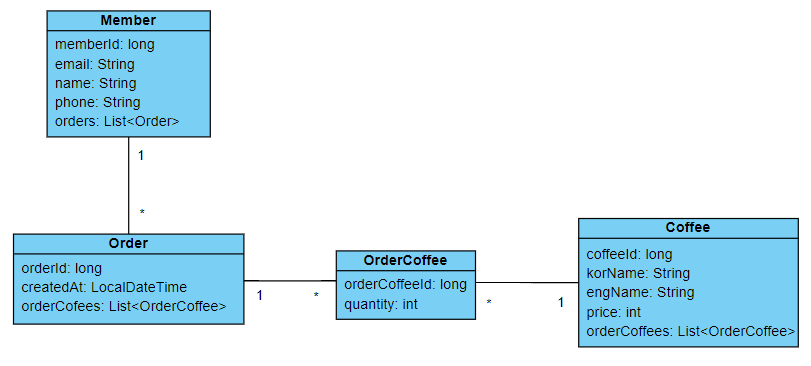 Member
memberId: long
email: String
name: String
phone: String
orders: List<Order>
1
*
Order
orderId: long
createdAt: LocalDateTime
orderCofees: List<OrderCoffee>
1
*
OrderCoffee
orderCoffeeId: long
quantity: int
*
1
Coffee
coffeeId: long
korName: String
engName: String
price: int
orderCoffees: List<OrderCoffee>